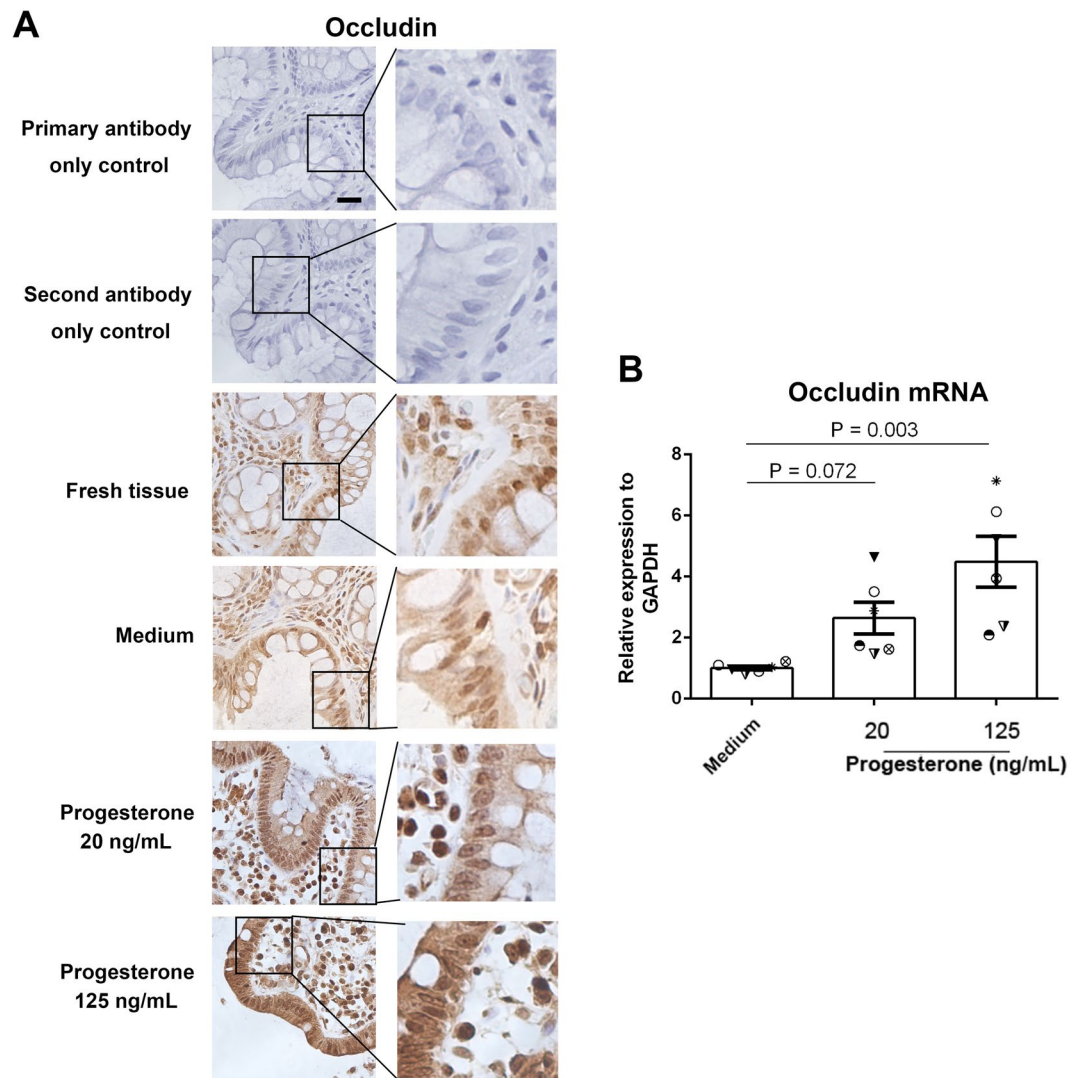 A
Occludin
Primary antibody
only control
Second antibody
only control
Fresh tissue
Medium
Progesterone
20 ng/mL
Progesterone
125 ng/mL
B
Occludin mRNA
P = 0.003
P = 0.072
Relative expression to
GAPDH
8
6
4
2
0
Medium
20
125
Progesterone (ng/mL)